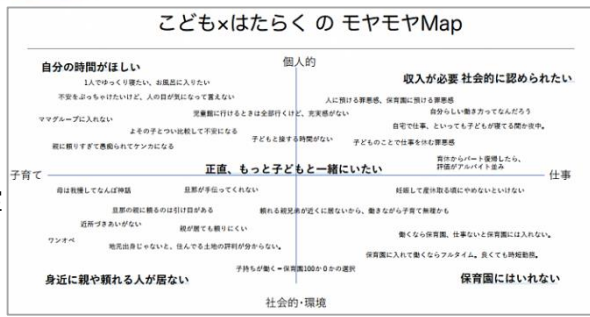 こども×はたらく の モヤモヤMap
個人的
自分の時間がほしい
収入が必要 社会的に認められたい
1人でゆっくり寝たい、お風呂に入りたい
不安をぶっちゃけたいけど、人の目が気になって言えない
人に預ける罪悪感、保育園に預ける罪悪感
児童館に行けるときは全部行くけど、充実感がない
自分らしい働き方ってなんだろう
ママグループに入れない
自宅で仕事、といっても子どもが寝てる間か夜中。
よその子とつい比較して不安になる
子どもと接する時間がない
子どものことで仕事を休む罪悪感
親に頼りすぎて愚痴られてケンカになる
育休からパート復帰したら、
評価がアルバイト並み
正直、もっと子どもと一緒にいたい
子育て
仕事
母は我慢してなんぼ神話
旦那が手伝ってくれない
妊娠して産休取る頃にやめないといけない
旦那の親に頼るのは引け目がある
頼れる親兄弟が近くに居ないから、働きながら子育て無理かも
近所づきあいがない
親が居ても頼りにくい
ワンオペ
働くなら保育園、仕事ないと保育園には入れない。
地元出身じゃないと、住んでる土地の評判が分からない。
保育園に入れて働くならフルタイム。良くても時短勤務。
子持ちが働く＝保育園100か0かの選択
身近に親や頼れる人が居ない
保育園にはいれない
社会的・環境